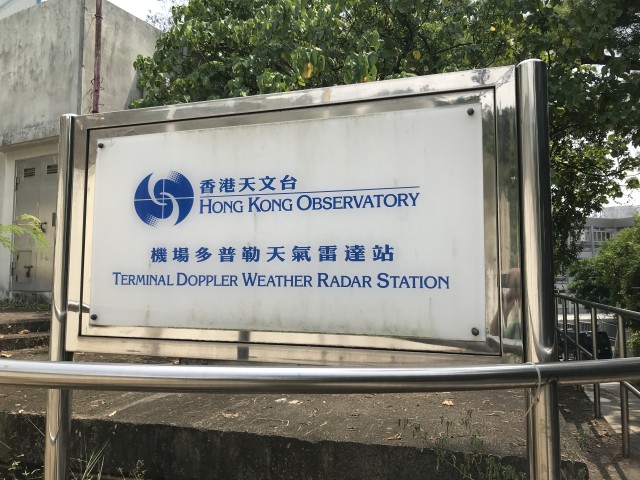 香港天文台
HONG KONG OBSERVATORY
機場多普勒天氣雷達站
TERMINAL DOPPLER WEATHER RADAR STATION